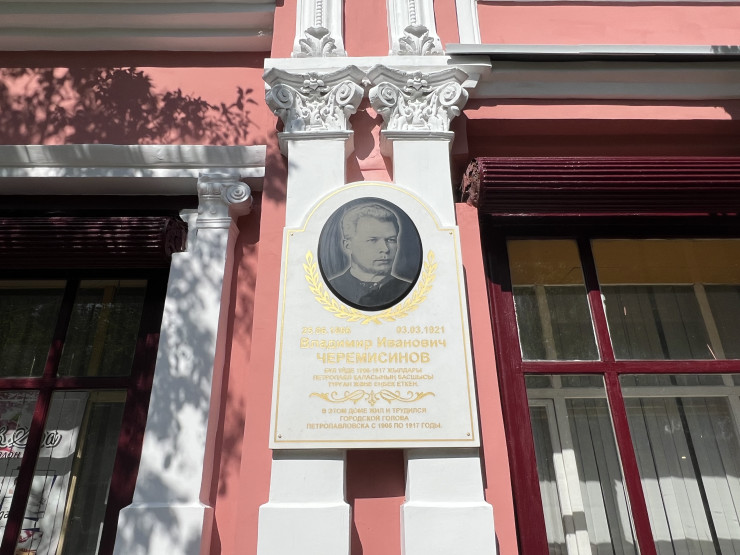 03.03.1921
Владимир Иванович
ЧЕРЕМИСИНОВ
БҰЛ ҮЙДЕ 1906-1917 ЖЫЛДАРЫ
ПЕТРОПАВЛ ҚАЛАСЫНЫҢ БАСШЫСЫ
ТҰРҒАН ЖӘНЕ ЕҢБЕК ЕТКЕН.
В ЭТОМ ДОМЕ ЖИЛ И ТРУДИЛСЯ
ГОРОДСКОЙ ГОЛОВА
ПЕТРОПАВЛОВСКА С 1906 ПО 1917 ГОДЫ.